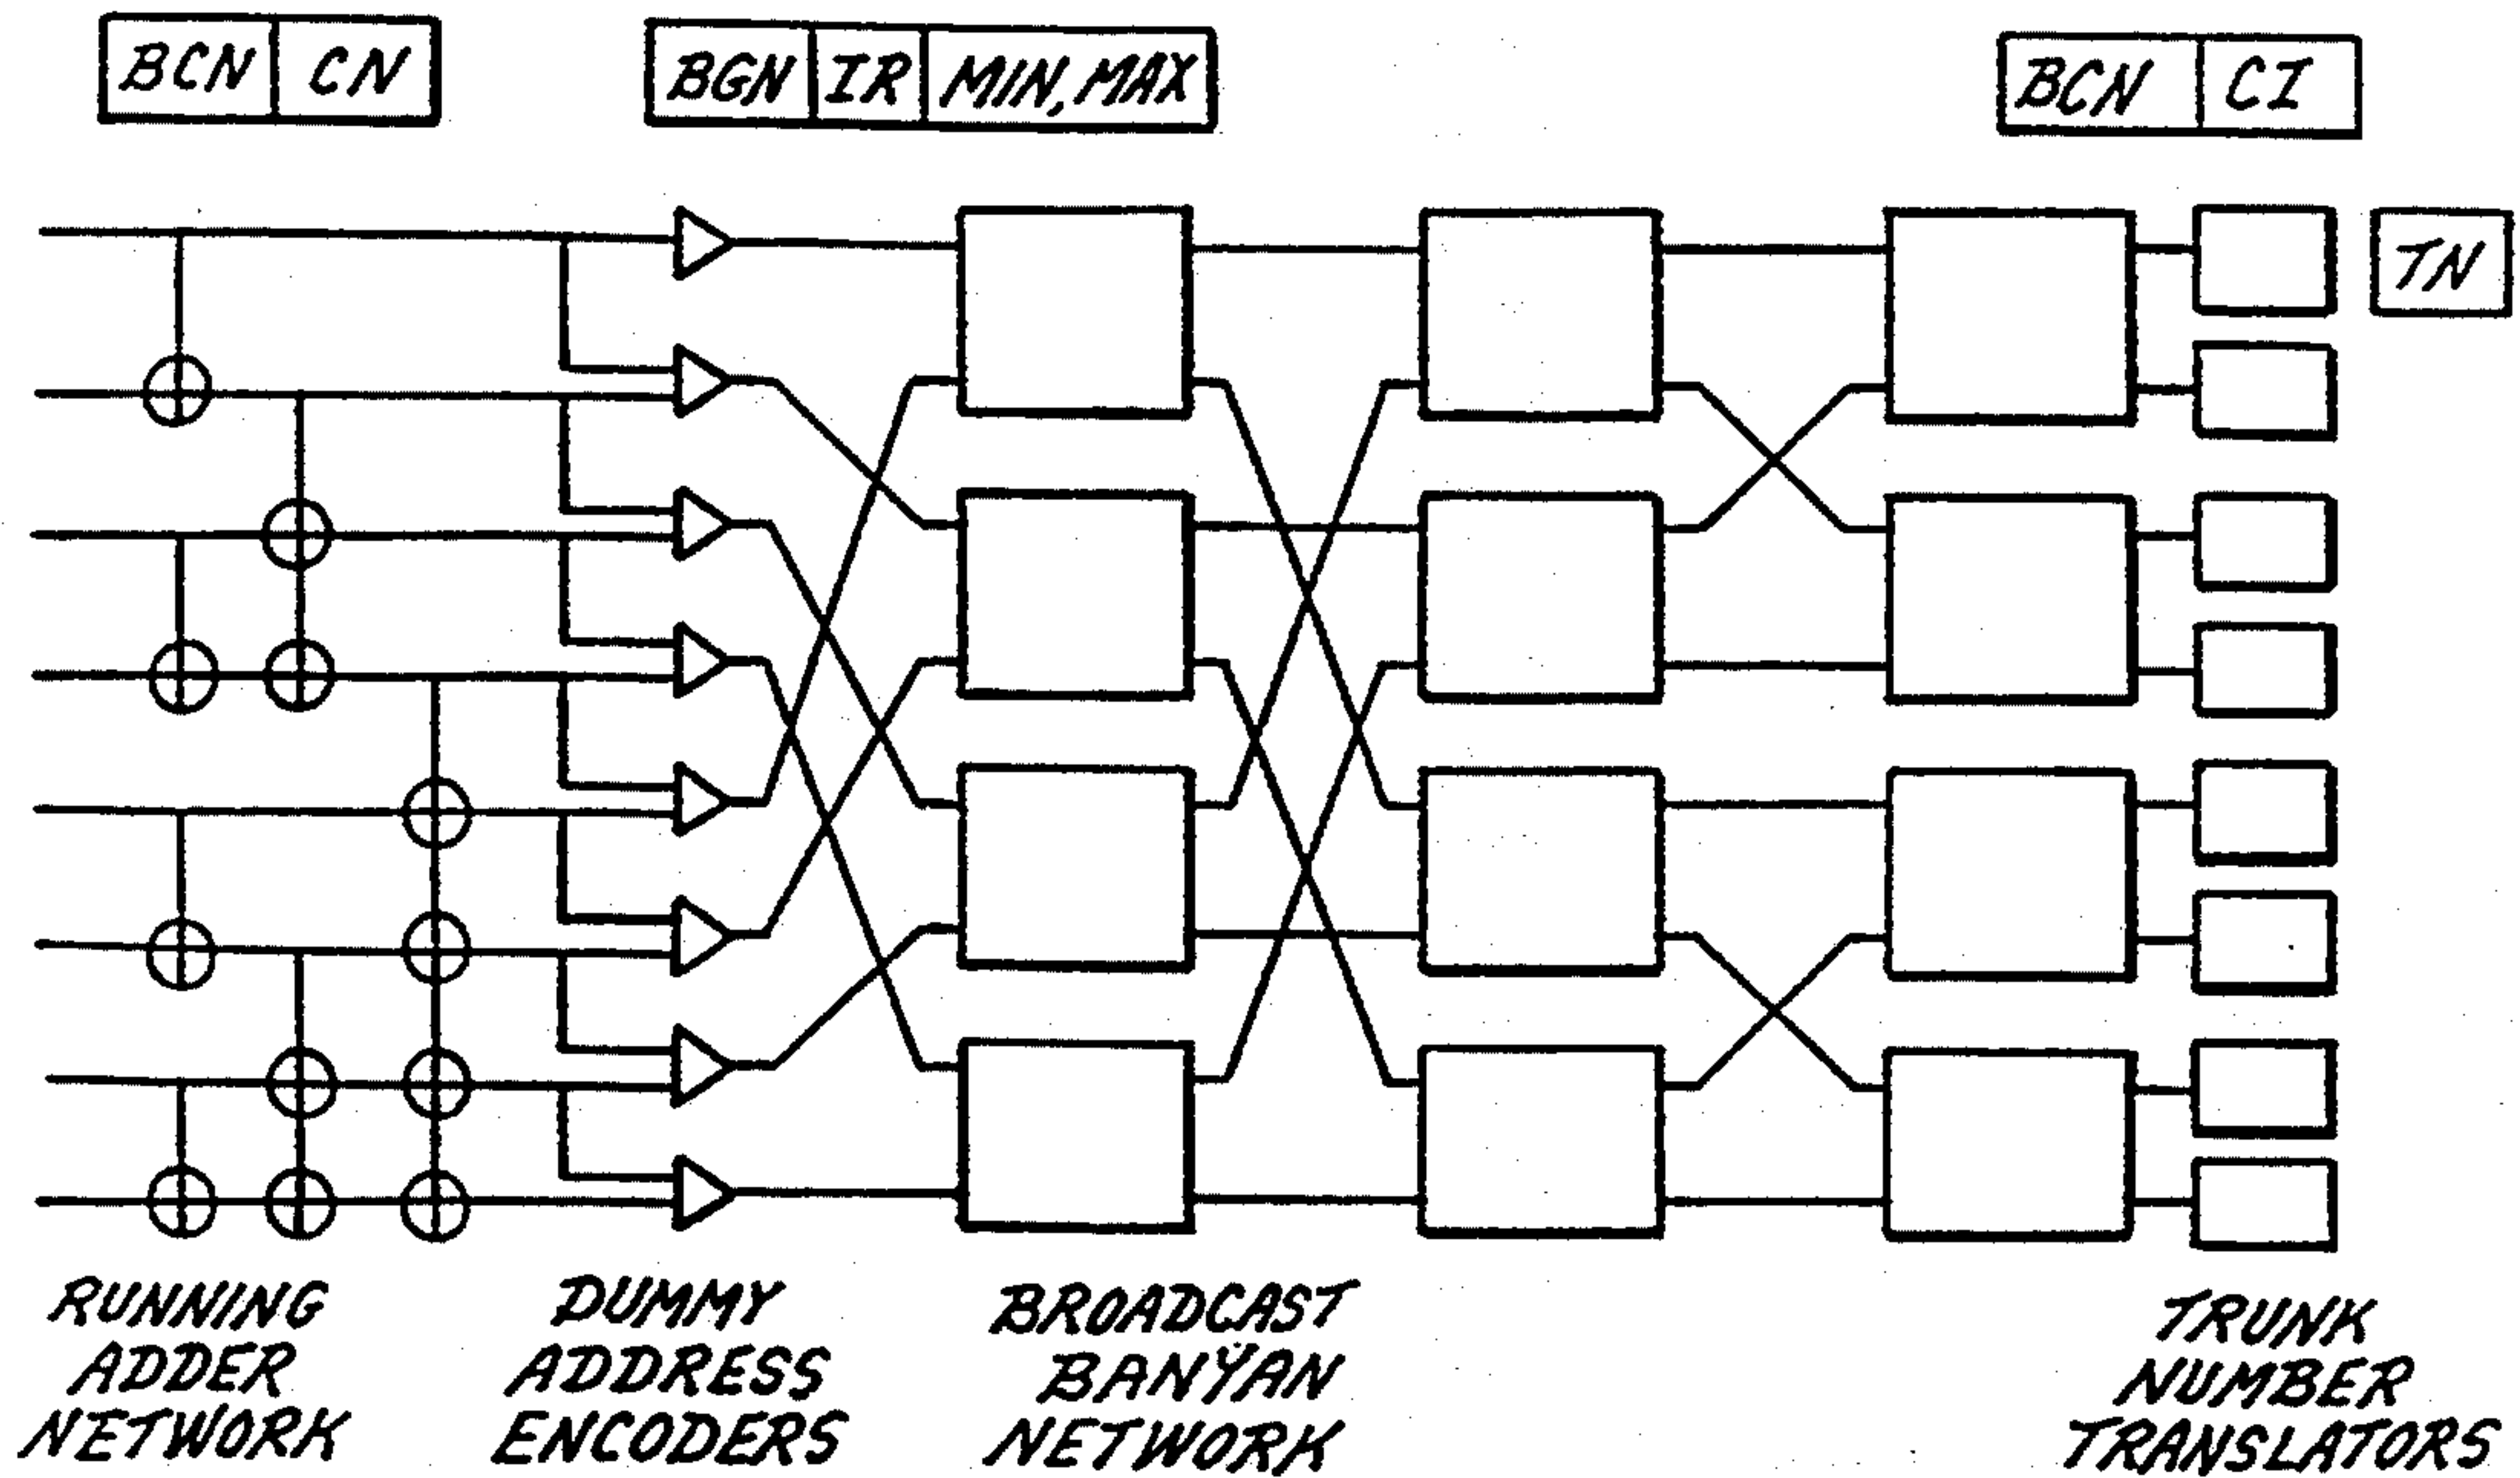 BCN CN
BGN IR MIN, MAX
BCN CI
TN
RUNNING
ADDER
NETWORK
DUMMY
ADDRESS
ENCODERS
BROADCAST
BANYAN
NETWORK
TRUNK
NUMBER
TRANSLATORS